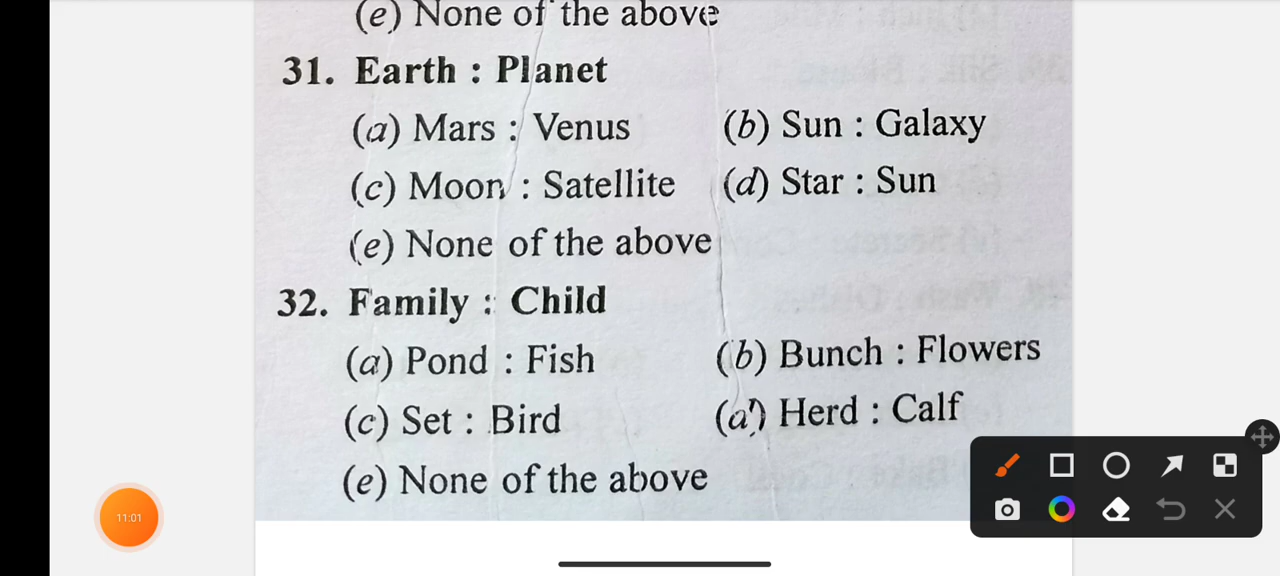 (e) None of the above
31. Earth : Planet
(a) Mars : Venus (b) Sun : Galaxy
(c) Moon : Satellite (d) Star : Sun
(e) None of the above
32. Family : Child
(a) Pond : Fish (b) Bunch : Flowers
(c) Set : Bird (d) Herd : Calf
(e) None of the above
11:01